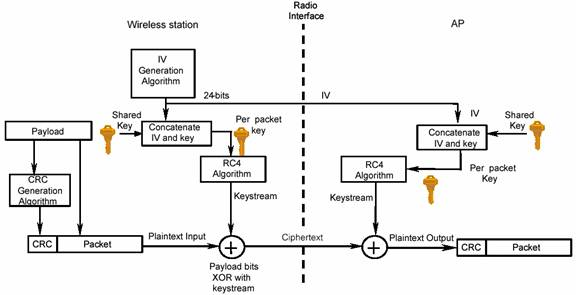 Radio
Interface
Wireless station
AP
IV
Generation
Algorithm
24-bits
IV
IV
Shared
Key
Concatenate
IV and key
Per packet
key
Shared
Key
Concatenate
IV and key
Payload
RC4
Algorithm
RC4
Algorithm
Per packet
Key
CRC
Generation
Algorithm
Keystream
Keystream
CRC
Packet
Plaintext Input
Ciphertext
Plaintext Output
CRC
Packet
Payload bits
XOR with
keystream